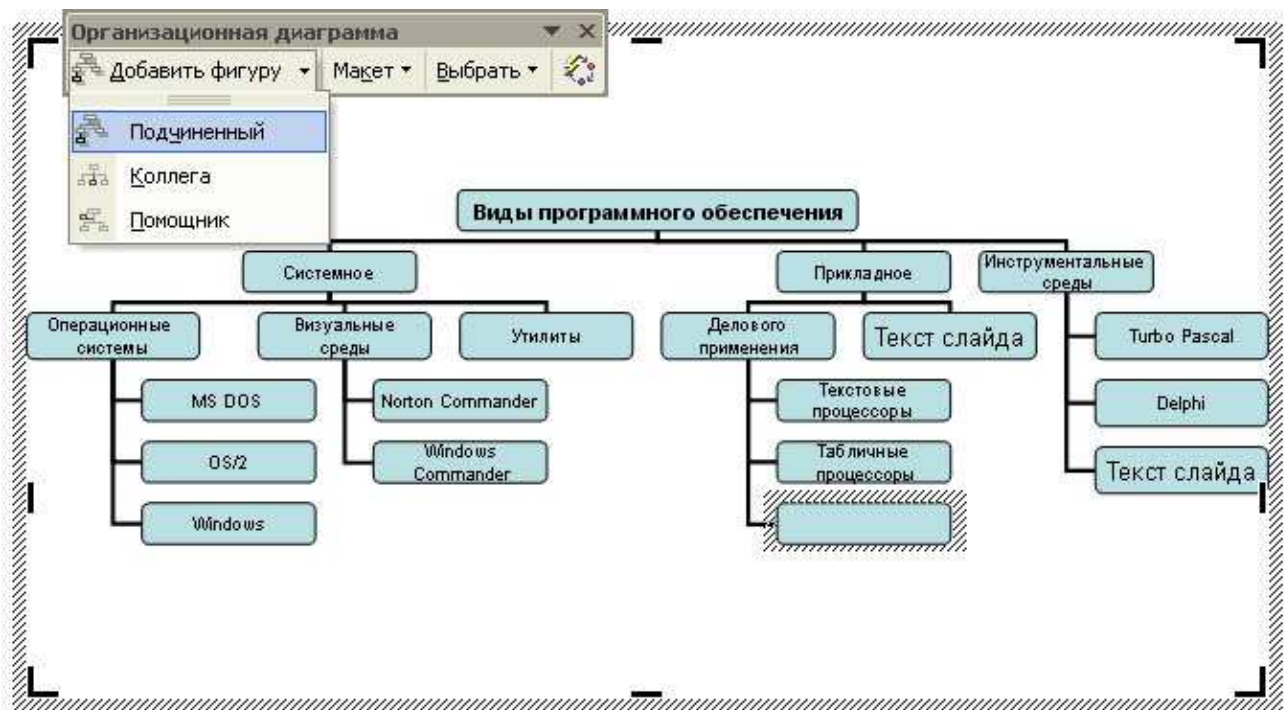 Организационная диаграмма
Добавить фигуру
Макет
Выбрать
Подчиненный
Коллега
Помощник
Виды программного обеспечения
Системное
Прикладное
Инструментальные
среды
Операционные
системы
Визуальные
среды
Утилиты
Делового
применения
Текст слайда
Turbo Pascal
MS DOS
Norton Commander
Текстовые
процессоры
Delphi
OS/2
Windows
Commander
Табличные
процессоры
Текст слайда
Windows